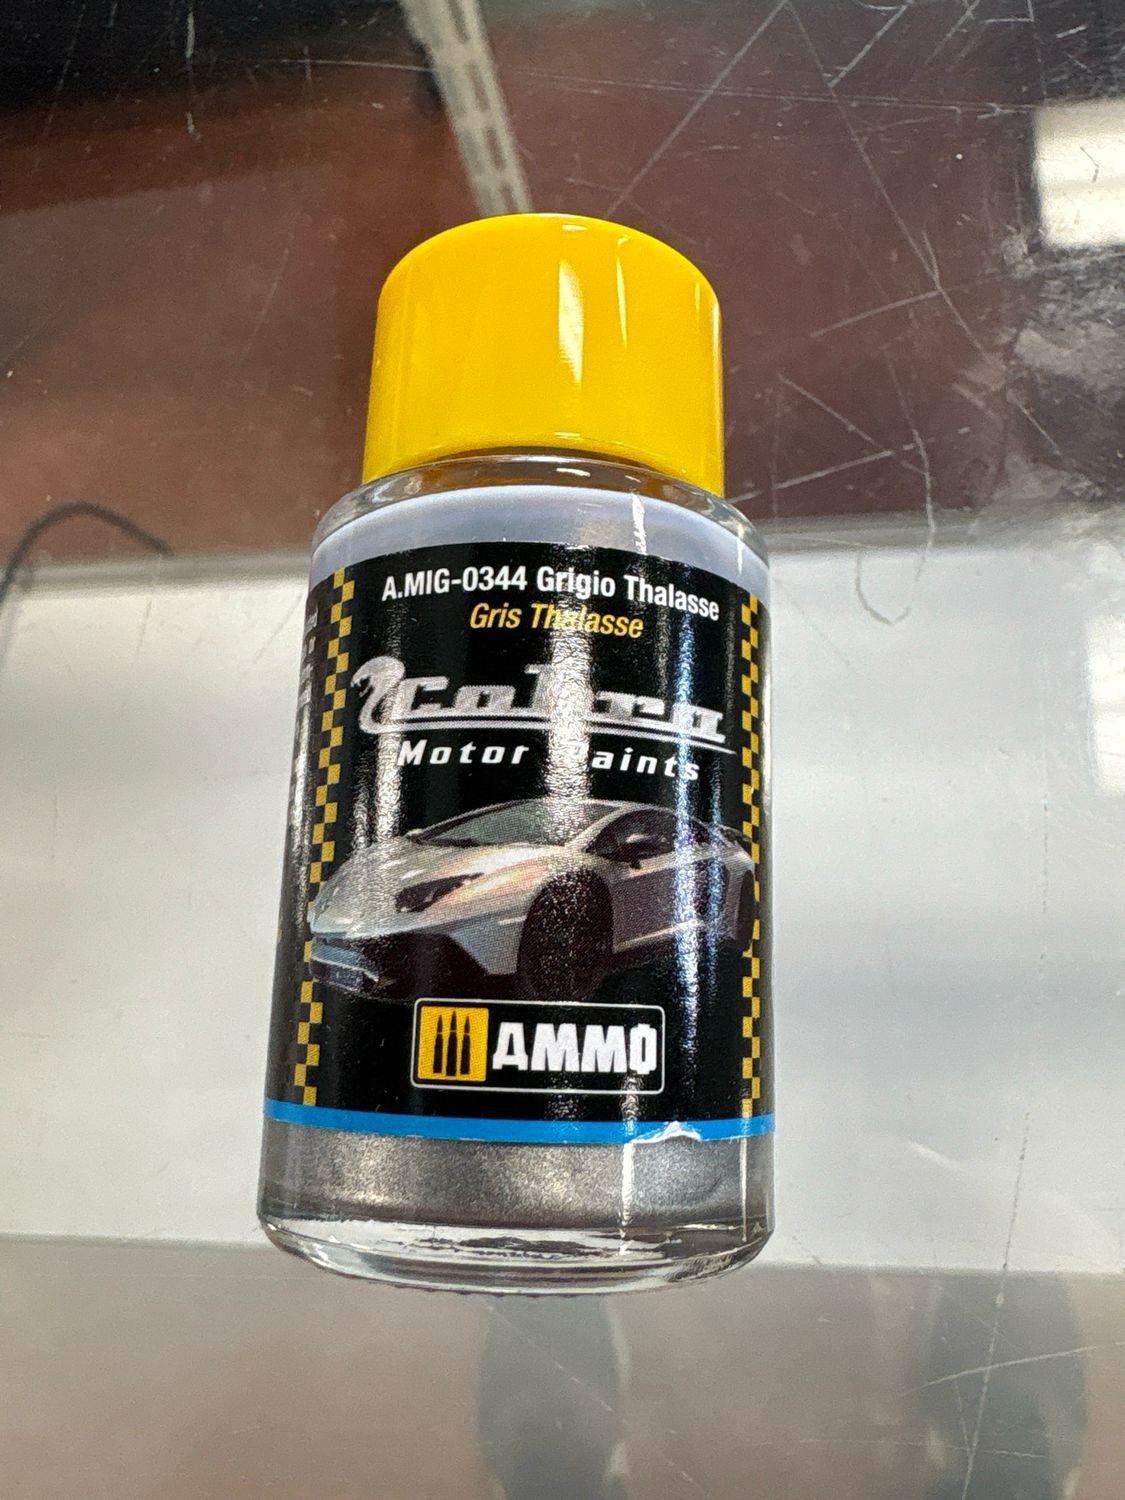 A.MIG-0344 Grigio Thalasse
Gris Thalasse
Cobra
Motor Paints
AMMO